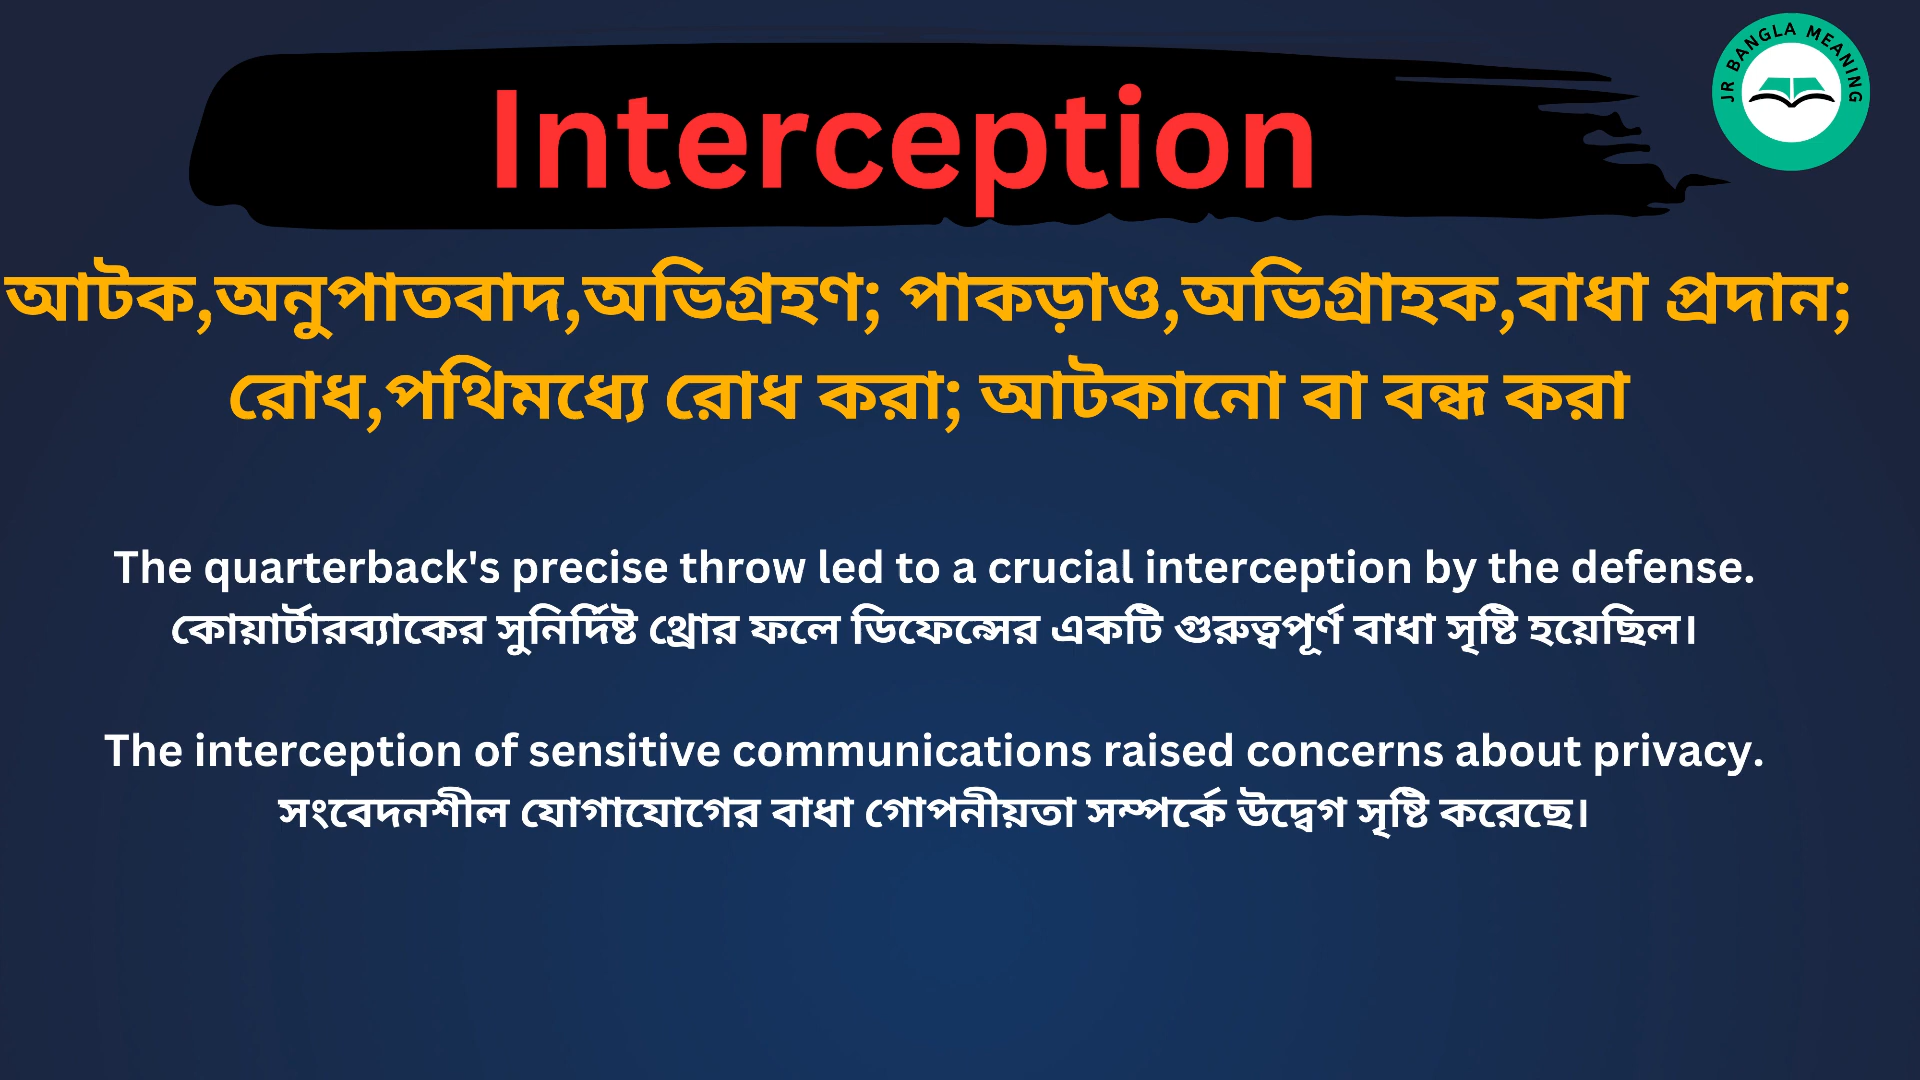 JR BANGLA MEANING
Interception
আটক,অনুপাতবাদ,অভিগ্রহণ; পাকড়াও,অভিগ্রাহক,বাধা প্রদান;
রোধ,পথিমধ্যে রোধ করা; আটকানো বা বন্ধ করা
The quarterback's precise throw led to a crucial interception by the defense.
কোয়ার্টারব্যাকের সুনির্দিষ্ট থ্রোর ফলে ডিফেন্সের একটি গুরুত্বপূর্ণ বাধা সৃষ্টি হয়েছিল।
The interception of sensitive communications raised concerns about privacy.
সংবেদনশীল যোগাযোগের বাধা গোপনীয়তা সম্পর্কে উদ্বেগ সৃষ্টি করেছে।